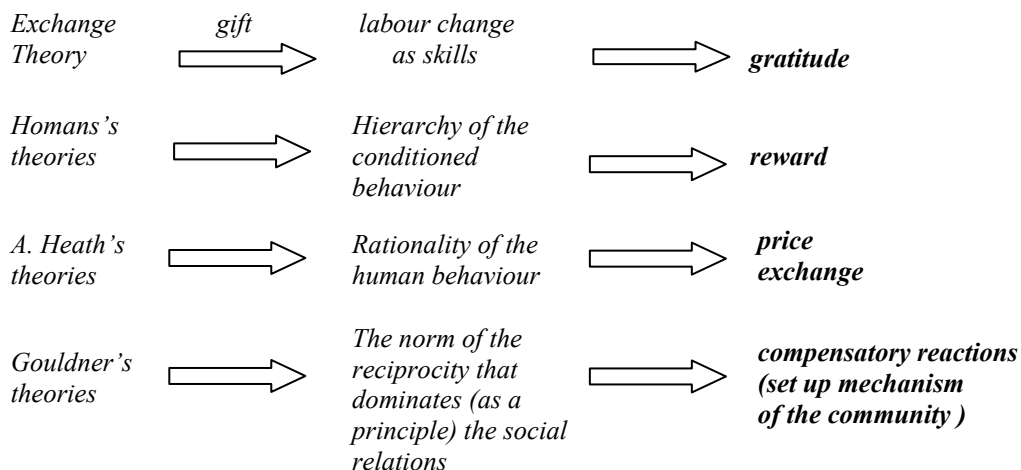 Exchange
Theory
gift
labour change
as skills
gratitude
Homans's
theories
Hierarchy of the
conditioned
behaviour
reward
A. Heath's
theories
Rationality of the
human behaviour
price
exchange
Gouldner's
theories
The norm of the
reciprocity that
dominates (as a
principle) the social
relations
compensatory reactions
(set up mechanism
of the community )